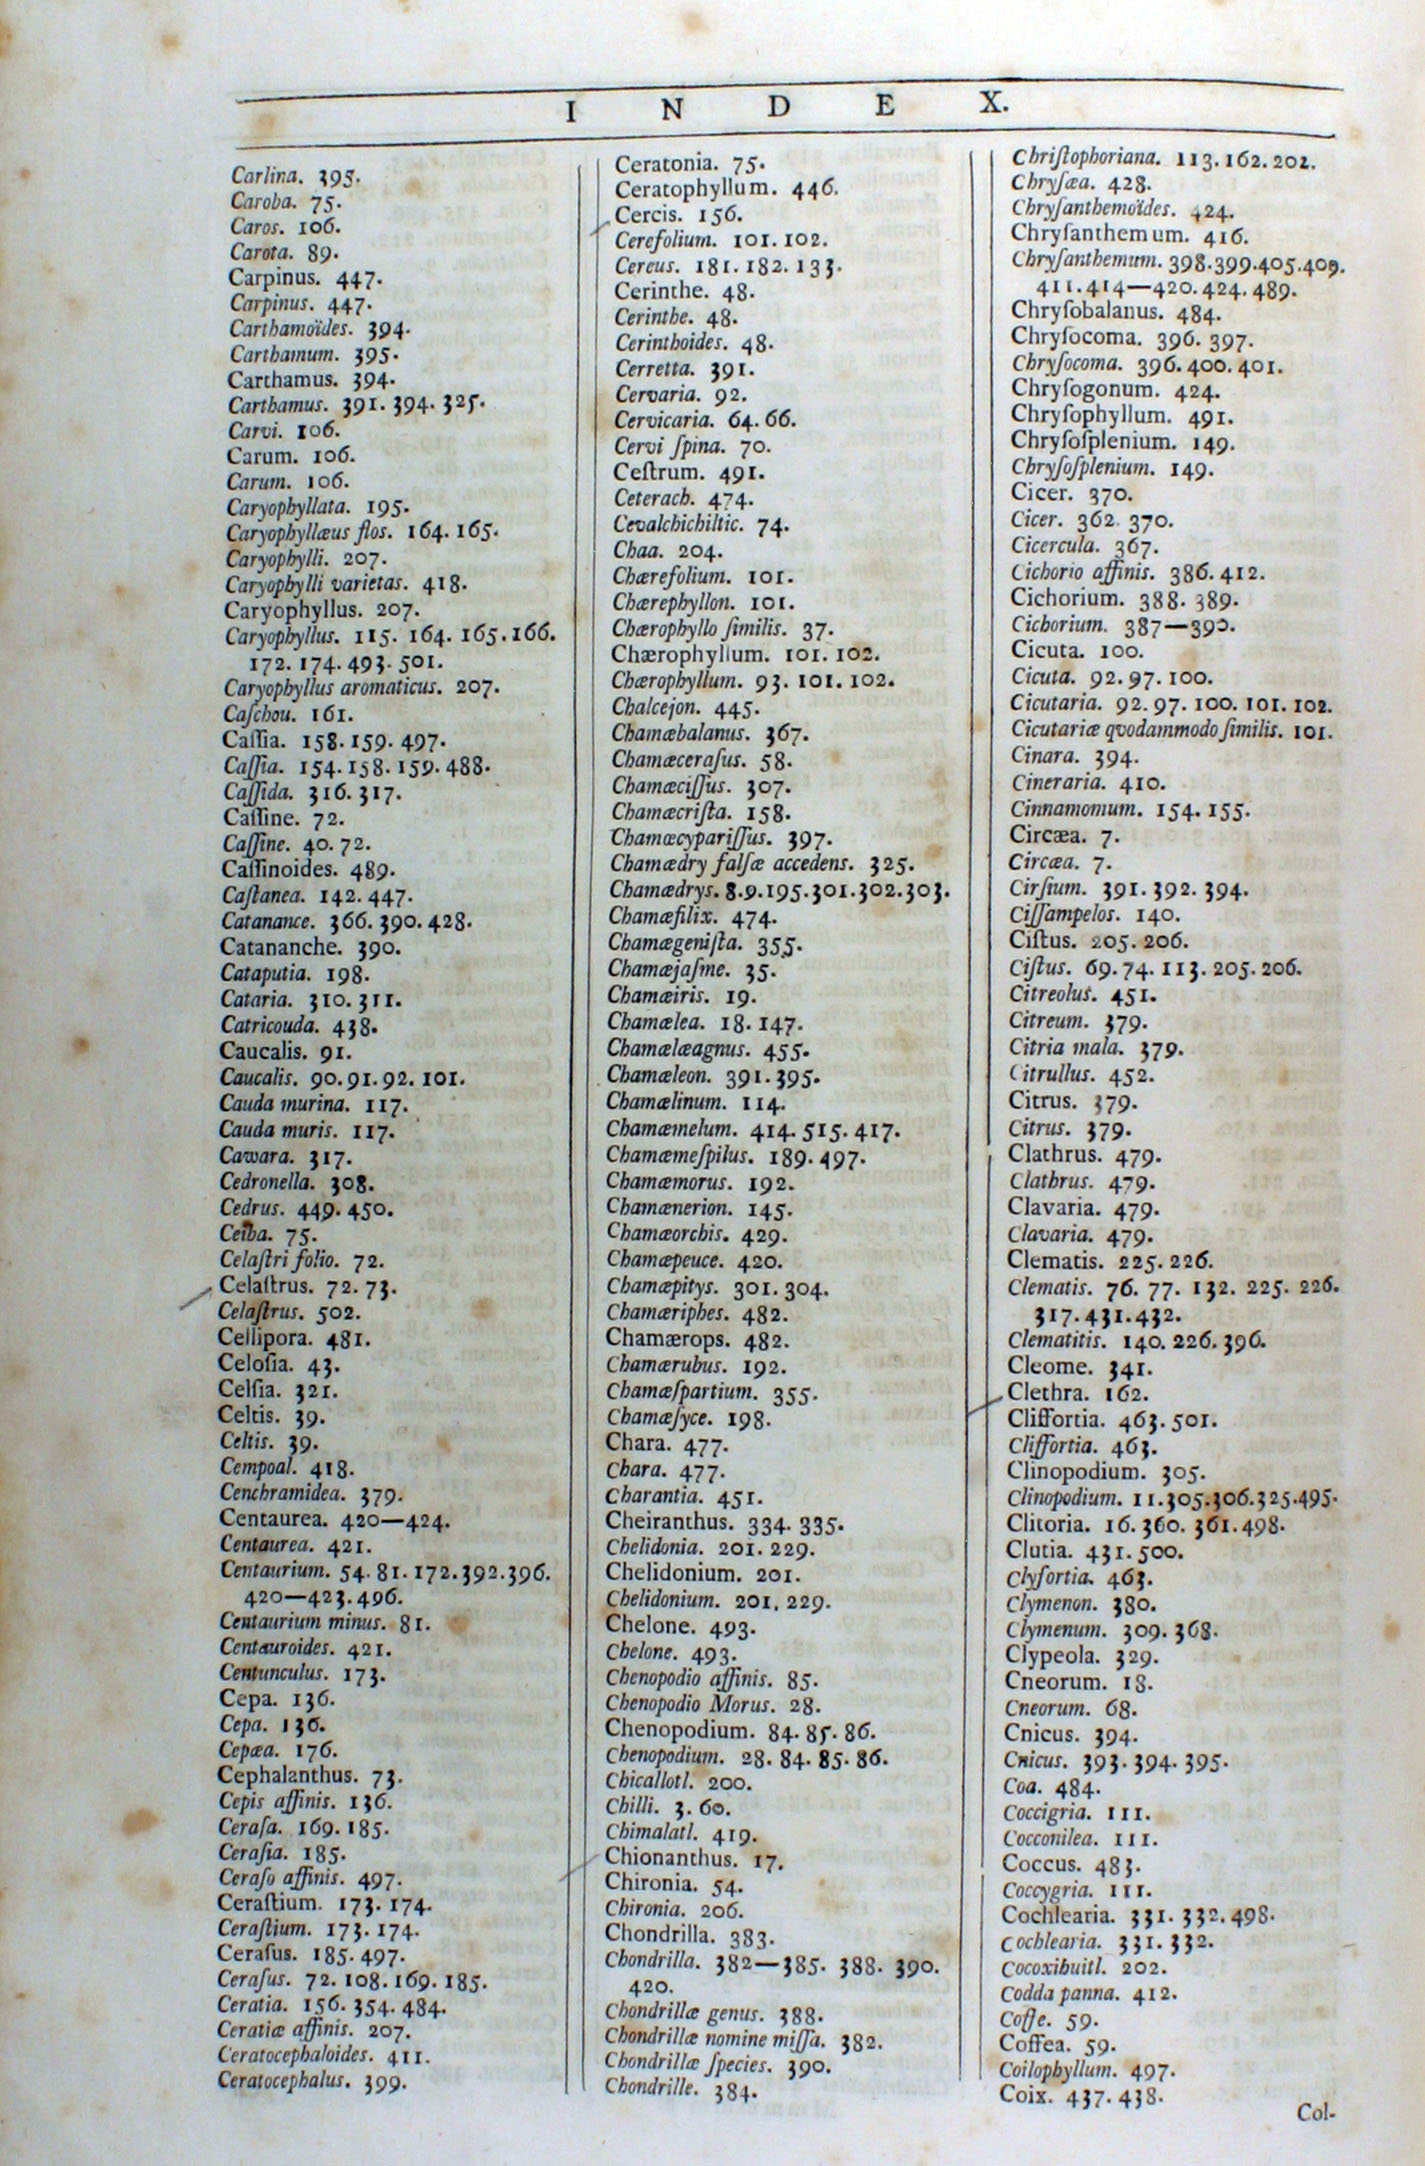 I N D E X.
Carlina. 395.
Caroba. 75.
Caros. 106.
Carota. 89.
Carpinus. 447.
Carpinus. 447.
Carthamoïdes. 394.
Carthamum. 395.
Carthamus. 394.
Carthamus. 391. 394. 325.
Carvi. 106.
Carum. 106.
Carum. 106.
Caryophyllata. 195.
Caryophyllæus flos. 164. 165.
Caryophylli. 207.
Caryophylli varietas. 418.
Caryophyllus. 207.
Caryophyllus. 115. 164. 165. 166.
172. 174. 493. 501.
Caryophyllus aromaticus. 207.
Caſchou. 161.
Caſſia. 158. 159. 497.
Caſſia. 154. 158. 159. 488.
Caſſida. 316. 317.
Caſſine. 72.
Caſſine. 40. 72.
Caſſinoides. 489.
Caſtanea. 142. 447.
Catanance. 366. 390. 428.
Catananche. 390.
Cataputia. 198.
Cataria. 310. 311.
Catricouda. 438.
Caucalis. 91.
Caucalis. 90. 91. 92. 101.
Cauda murina. 117.
Cauda muris. 117.
Cawara. 317.
Cedronella. 308.
Cedrus. 449. 450.
Ceiba. 75.
Celaſtri folio. 72.
Celaſtrus. 72. 73.
Celaſtrus. 502.
Cellipora. 481.
Celoſia. 43.
Celſia. 321.
Celtis. 39.
Celtis. 39.
Cempoal. 418.
Cenchramidea. 379.
Centaurea. 420—424.
Centaurea. 421.
Centaurium. 54. 81. 172. 392. 396.
420—423. 496.
Centaurium minus. 81.
Centauroides. 421.
Centunculus. 173.
Cepa. 136.
Cepa. 136.
Cepæa. 176.
Cephalanthus. 73.
Cepis affinis. 136.
Ceraſa. 169. 185.
Ceraſia. 185.
Ceraſo affinis. 497.
Ceraſtium. 173. 174.
Ceraſtium. 173. 174.
Ceraſus. 185. 497.
Ceraſus. 72. 108. 169. 185.
Ceratia. 156. 354. 484.
Ceratiæ affinis. 207.
Ceratocephaloides. 411.
Ceratocephalus. 399.
Ceratonia. 75.
Ceratophyllum. 446.
Cercis. 156.
Cerefolium. 101. 102.
Cereus. 181. 182. 133.
Cerinthe. 48.
Cerinthe. 48.
Cerinthoides. 48.
Cerretta. 391.
Cervaria. 92.
Cervicaria. 64. 66.
Cervi ſpina. 70.
Ceſtrum. 491.
Ceterach. 474.
Cevalchichiltic. 74.
Chaa. 204.
Chærefolium. 101.
Chærephyllon. 101.
Chærophyllo ſimilis. 37.
Chærophyllum. 101. 102.
Chærophyllum. 93. 101. 102.
Chalcejon. 445.
Chamæbalanus. 367.
Chamæceraſus. 58.
Chamæciſſus. 307.
Chamæcriſta. 158.
Chamæcypariſſus. 397.
Chamædry falſæ accedens. 325.
Chamædrys. 8. 9. 195. 301. 302. 303.
Chamæfilix. 474.
Chamægeniſta. 355.
Chamæjaſme. 35.
Chamæiris. 19.
Chamælea. 18. 147.
Chamælæagnus. 455.
Chamæleon. 391. 395.
Chamælinum. 114.
Chamæmelum. 414. 515. 417.
Chamæmeſpilus. 189. 497.
Chamæmorus. 192.
Chamænerion. 145.
Chamæorchis. 429.
Chamæpeuce. 420.
Chamæpitys. 301. 304.
Chamæriphes. 482.
Chamærops. 482.
Chamærubus. 192.
Chamæſpartium. 355.
Chamæſyce. 198.
Chara. 477.
Chara. 477.
Charantia. 451.
Cheiranthus. 334. 335.
Chelidonia. 201. 229.
Chelidonium. 201.
Chelidonium. 201. 229.
Chelone. 493.
Chelone. 493.
Chenopodio affinis. 85.
Chenopodio Morus. 28.
Chenopodium. 84. 85. 86.
Chenopodium. 28. 84. 85. 86.
Chicallotl. 200.
Chilli. 3. 60.
Chimalatl. 419.
Chionanthus. 17.
Chironia. 54.
Chironia. 206.
Chondrilla. 383.
Chondrilla. 382—385. 388. 390.
420.
Chondrillæ genus. 388.
Chondrillæ nomine miſſa. 382.
Chondrillæ ſpecies. 390.
Chondrille. 384.
Chriſtophoriana. 113. 162. 202.
Chryſæa. 428.
Chryſanthemoïdes. 424.
Chryſanthemum. 416.
Chryſanthemum. 398. 399. 405. 409.
411. 414—420. 424. 489.
Chryſobalanus. 484.
Chryſocoma. 396. 397.
Chryſocoma. 396. 400. 401.
Chryſogonum. 424.
Chryſophyllum. 491.
Chryſoſplenium. 149.
Chryſoſplenium. 149.
Cicer. 370.
Cicer. 362. 370.
Cicercula. 367.
Cichorio affinis. 386. 412.
Cichorium. 388. 389.
Cichorium. 387—390.
Cicuta. 100.
Cicuta. 92. 97. 100.
Cicutaria. 92. 97. 100. 101. 102.
Cicutariæ quodammodo ſimilis. 101.
Cinara. 394.
Cineraria. 410.
Cinnamomum. 154. 155.
Circæa. 7.
Circæa. 7.
Cirſium. 391. 392. 394.
Ciſſampelos. 140.
Ciſtus. 205. 206.
Ciſtus. 69. 74. 113. 205. 206.
Citreolus. 451.
Citreum. 379.
Citria mala. 379.
Citrullus. 452.
Citrus. 379.
Citrus. 379.
Clathrus. 479.
Clathrus. 479.
Clavaria. 479.
Clavaria. 479.
Clematis. 225. 226.
Clematis. 76. 77. 132. 225. 226.
317. 431. 432.
Clematitis. 140. 226. 396.
Cleome. 341.
Clethra. 162.
Cliffortia. 463. 501.
Cliffortia. 463.
Clinopodium. 305.
Clinopodium. 11. 305. 306. 325. 495.
Clitoria. 16. 360. 361. 498.
Clutia. 431. 500.
Clyfortia. 463.
Clymenon. 380.
Clymenum. 309. 368.
Clypeola. 329.
Cneorum. 18.
Cneorum. 68.
Cnicus. 394.
Cnicus. 393. 394. 395.
Coa. 484.
Coccigria. 111.
Cocconilea. 111.
Coccus. 483.
Coccygria. 111.
Cochlearia. 331. 332. 498.
Cochlearia. 331. 332.
Cocoxihuitl. 202.
Codda panna. 412.
Coffe. 59.
Coffea. 59.
Coilophyllum. 497.
Coix. 437. 438.
Col-